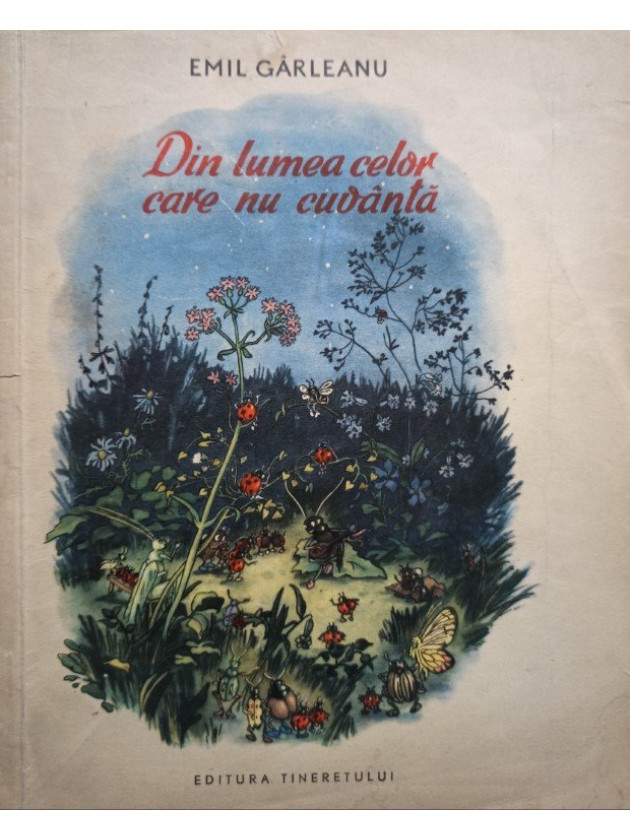 EMIL GÂRLEANU
Din lumea celor
care nu cuvântă
EDITURA TINERETULUI